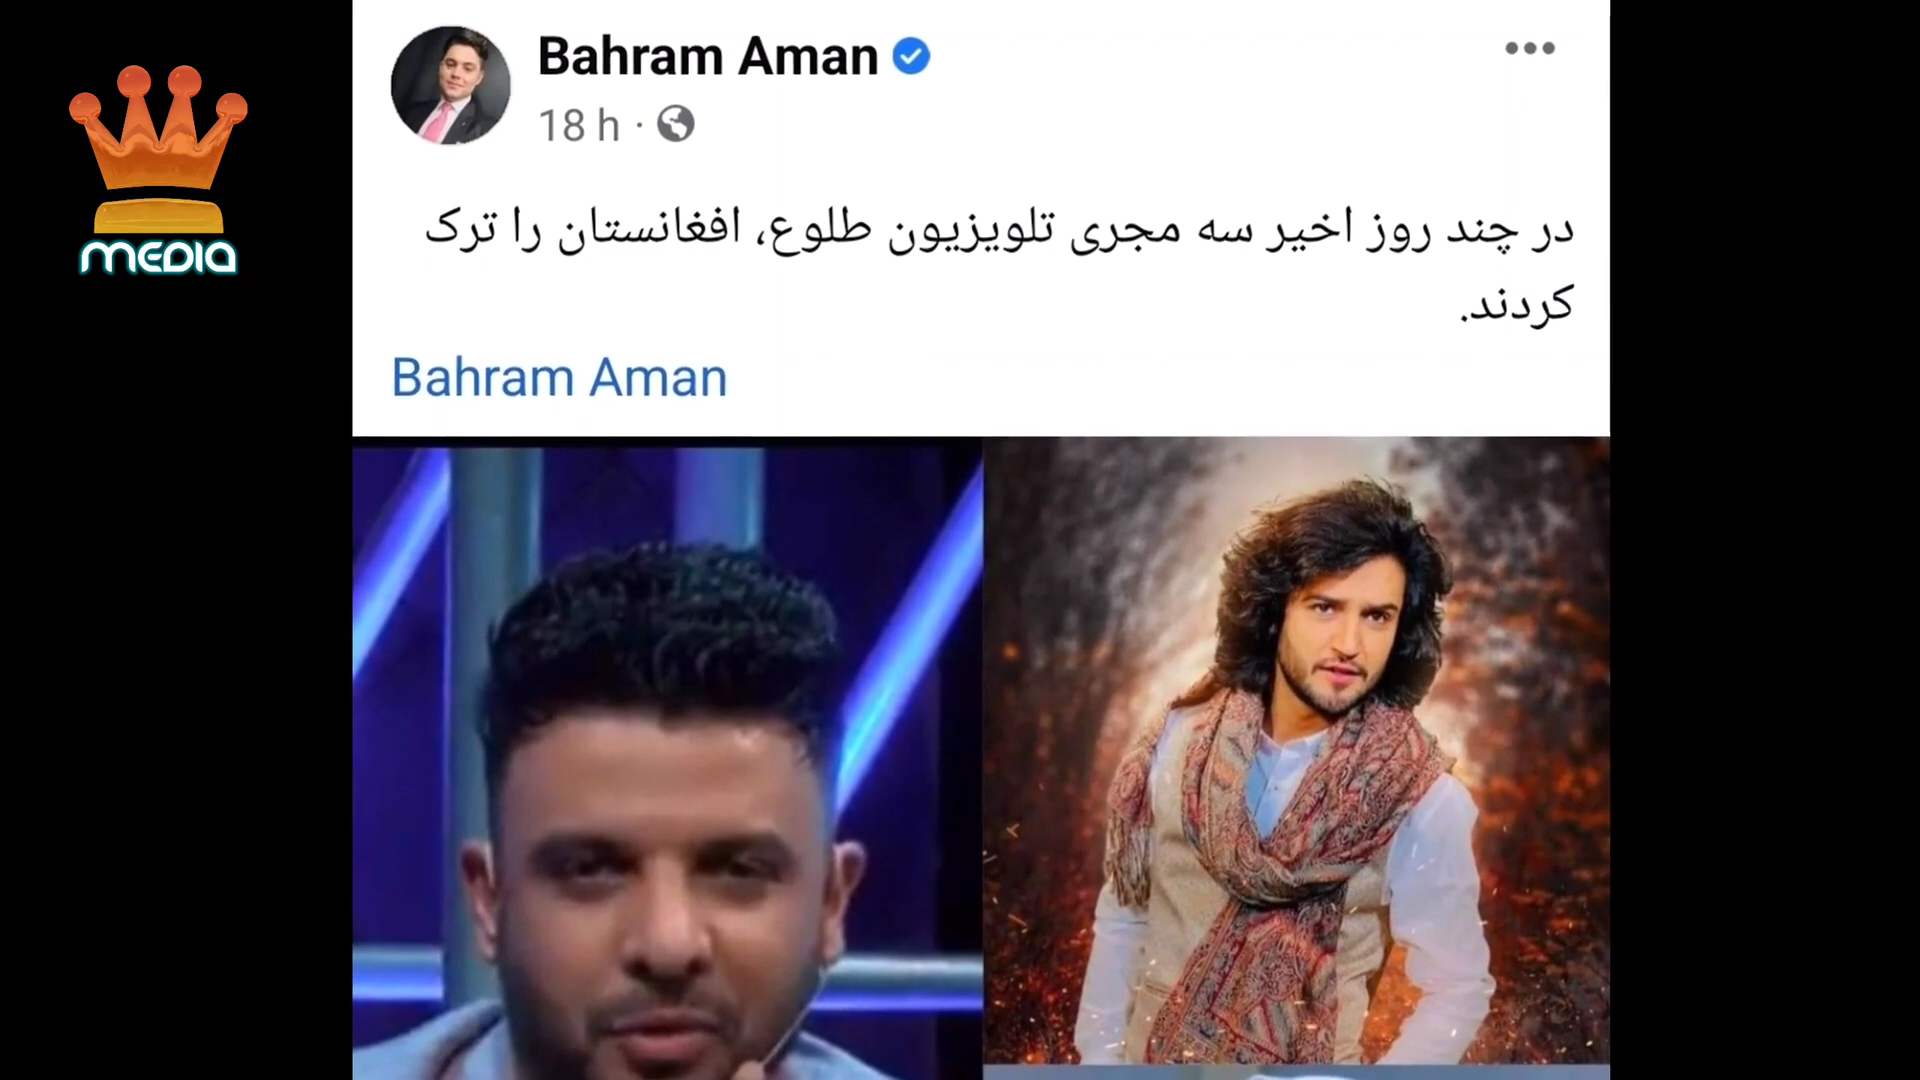 MEDIA
Bahram Aman
18 h ·
در چند روز اخیر سه مجری تلویزیون طلوع، افغانستان را ترک
کردند.
Bahram Aman